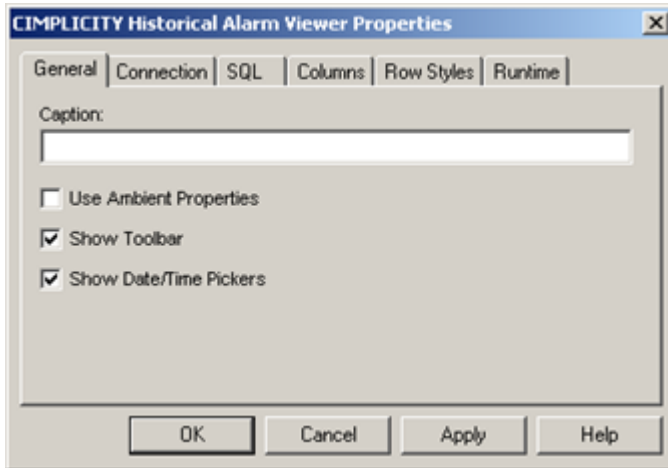 CIMPLICITY Historical Alarm Viewer Properties
General Connection SQL Columns Row Styles Runtime
Caption:
Use Ambient Properties
Show Toolbar
Show Date/Time Pickers
OK Cancel Apply Help